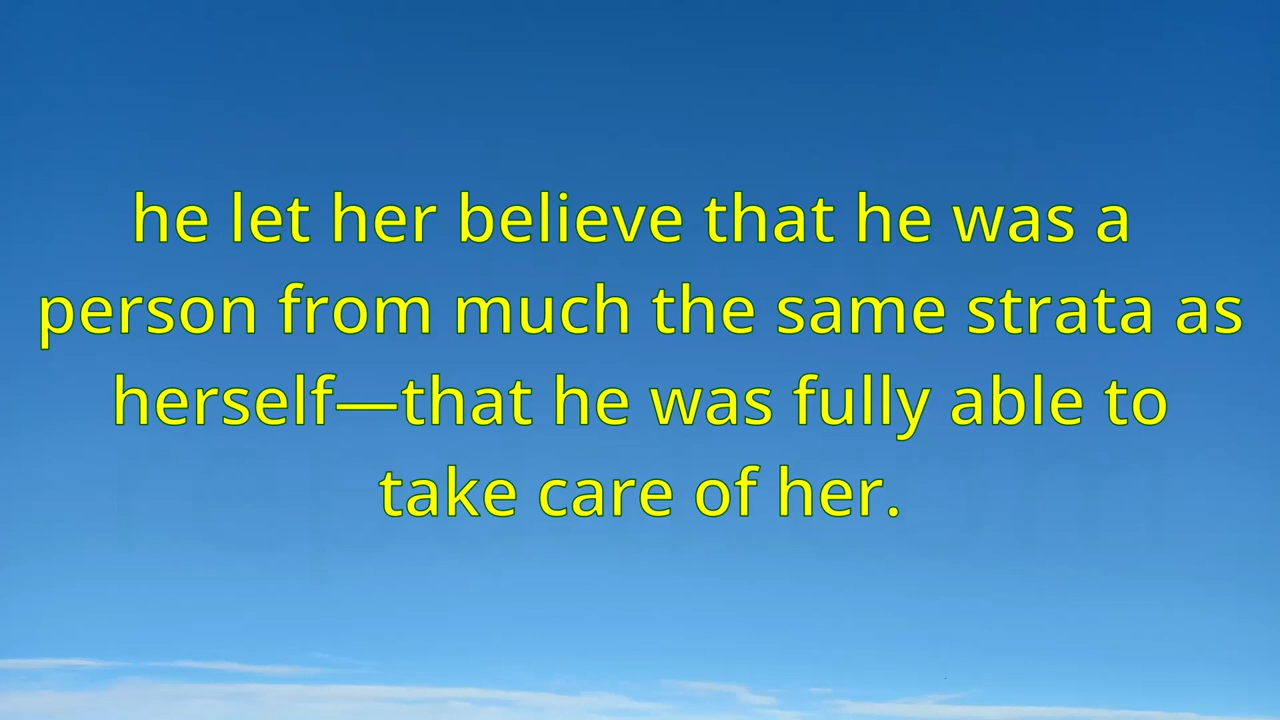 he let her believe that he was a
person from much the same strata as
herself—that he was fully able to
take care of her.